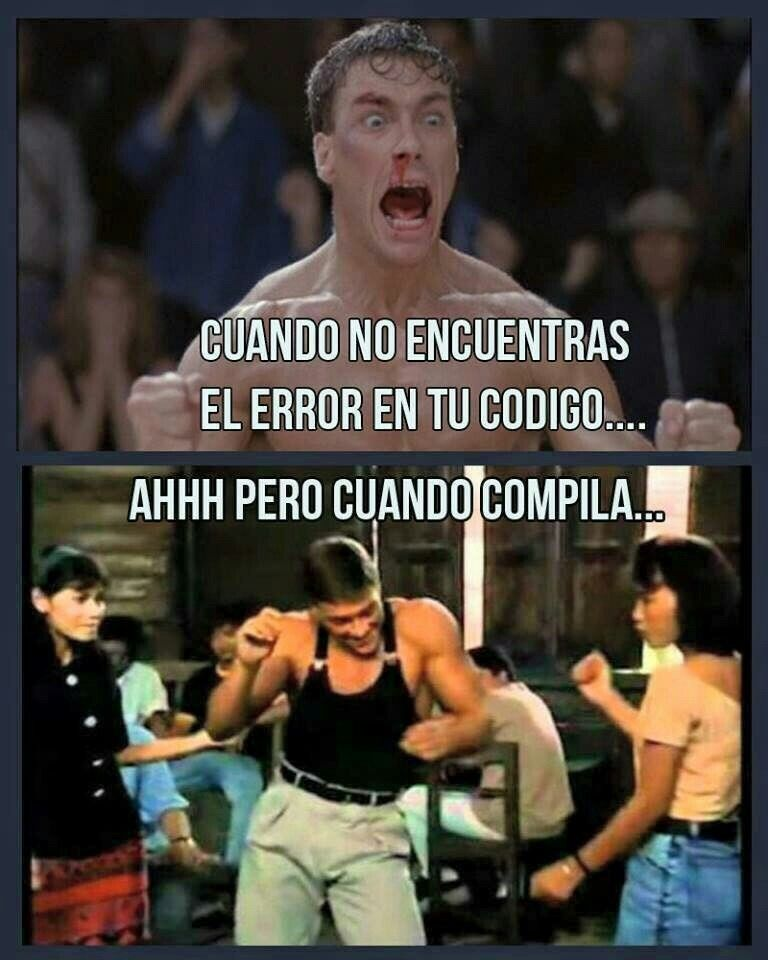 CUANDO NO ENCUENTRAS
EL ERROR EN TU CODIGO....
AHHH PERO CUANDO COMPILA...